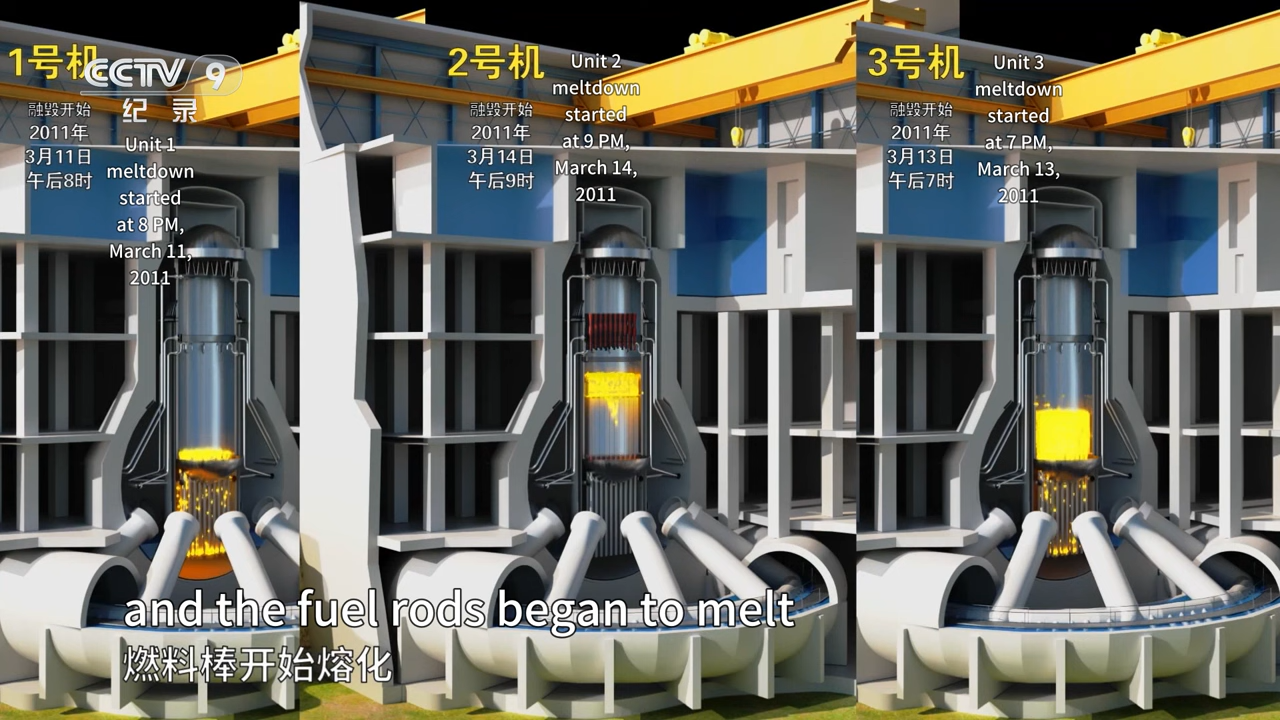 1号机
CCTV 9
纪 录
融毁开始
2011年
3月11日
午后8时
Unit 1
meltdown
started
at 8 PM,
March 11,
2011
2号机
融毁开始
2011年
3月14日
午后9时
Unit 2
meltdown
started
at 9 PM,
March 14,
2011
3号机
融毁开始
2011年
3月13日
午后7时
Unit 3
meltdown
started
at 7 PM,
March 13,
2011
and the fuel rods began to melt
燃料棒开始熔化